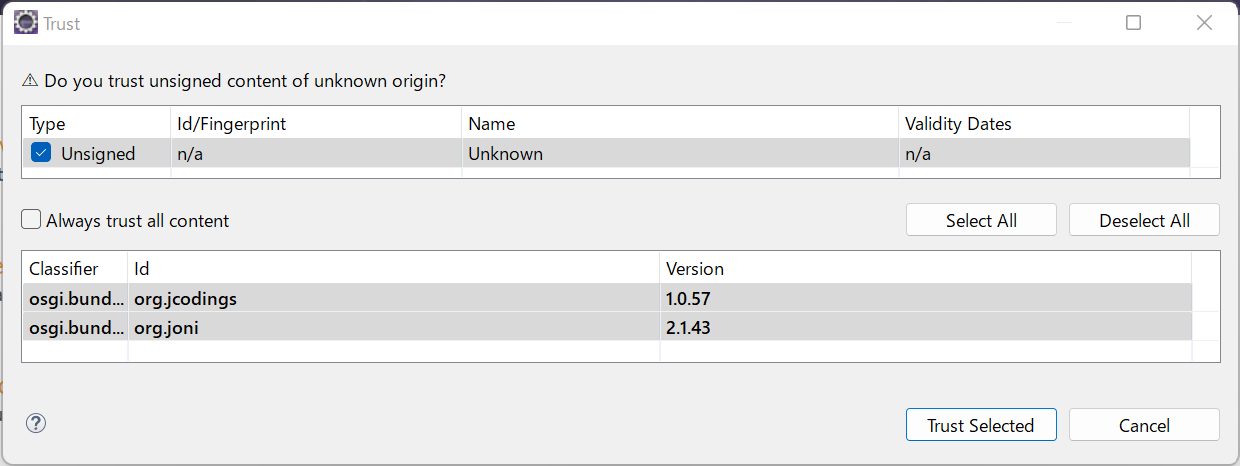 Trust
Do you trust unsigned content of unknown origin?
Type Id/Fingerprint Name Validity Dates
Unsigned n/a Unknown n/a
Always trust all content Select All Deselect All
Classifier Id Version
osgi.bund... org.jcodings 1.0.57
osgi.bund... org.joni 2.1.43
? Trust Selected Cancel